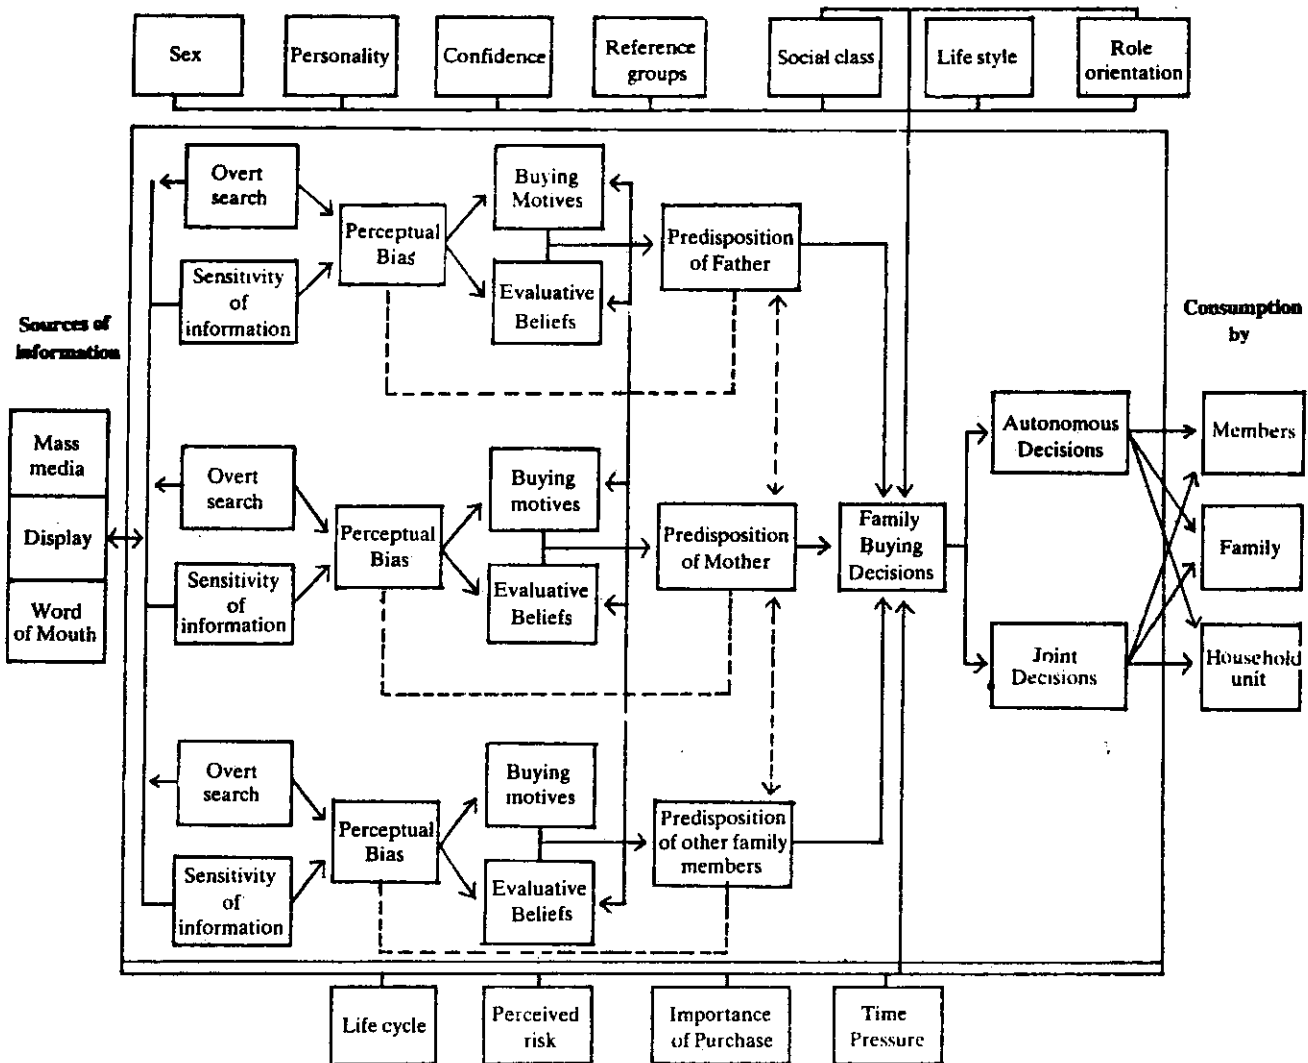 Sex
Personality
Confidence
Reference
groups
Social class
Life style
Role
orientation
Overt
search
Sensitivity
of
information
Perceptual
Bias
Buying
Motives
Evaluative
Beliefs
Predisposition
of Father
Sources of
information
Mass
media
Display
Word
of Mouth
Overt
search
Sensitivity
of
information
Perceptual
Bias
Buying
motives
Evaluative
Beliefs
Predisposition
of Mother
Family
Buying
Decisions
Autonomous
Decisions
Joint
Decisions
Consumption
by
Members
Family
Household
unit
Overt
search
Sensitivity
of
information
Perceptual
Bias
Buying
motives
Evaluative
Beliefs
Predisposition
of other family
members
Life cycle
Perceived
risk
Importance
of Purchase
Time
Pressure